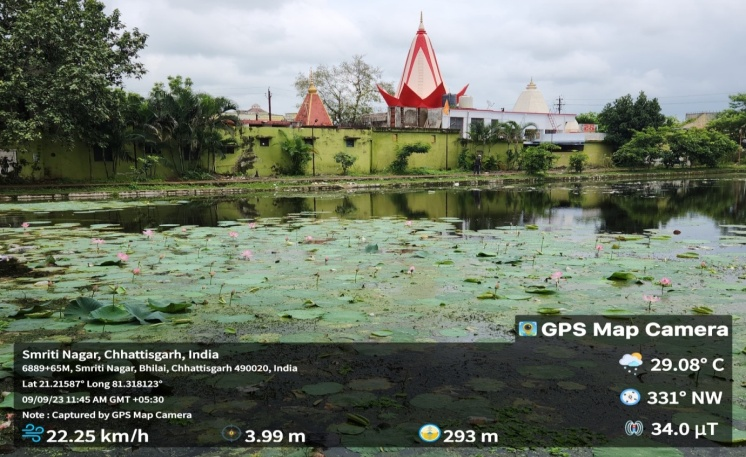 GPS Map Camera
Smriti Nagar, Chhattisgarh, India
6889+65M, Smriti Nagar, Bhilai, Chhattisgarh 490020, India
Lat 21.21587° Long 81.318123°
09/09/23 11:45 AM GMT +05:30
Note : Captured by GPS Map Camera
29.08° C
331° NW
34.0 µT
22.25 km/h
3.99 m
293 m